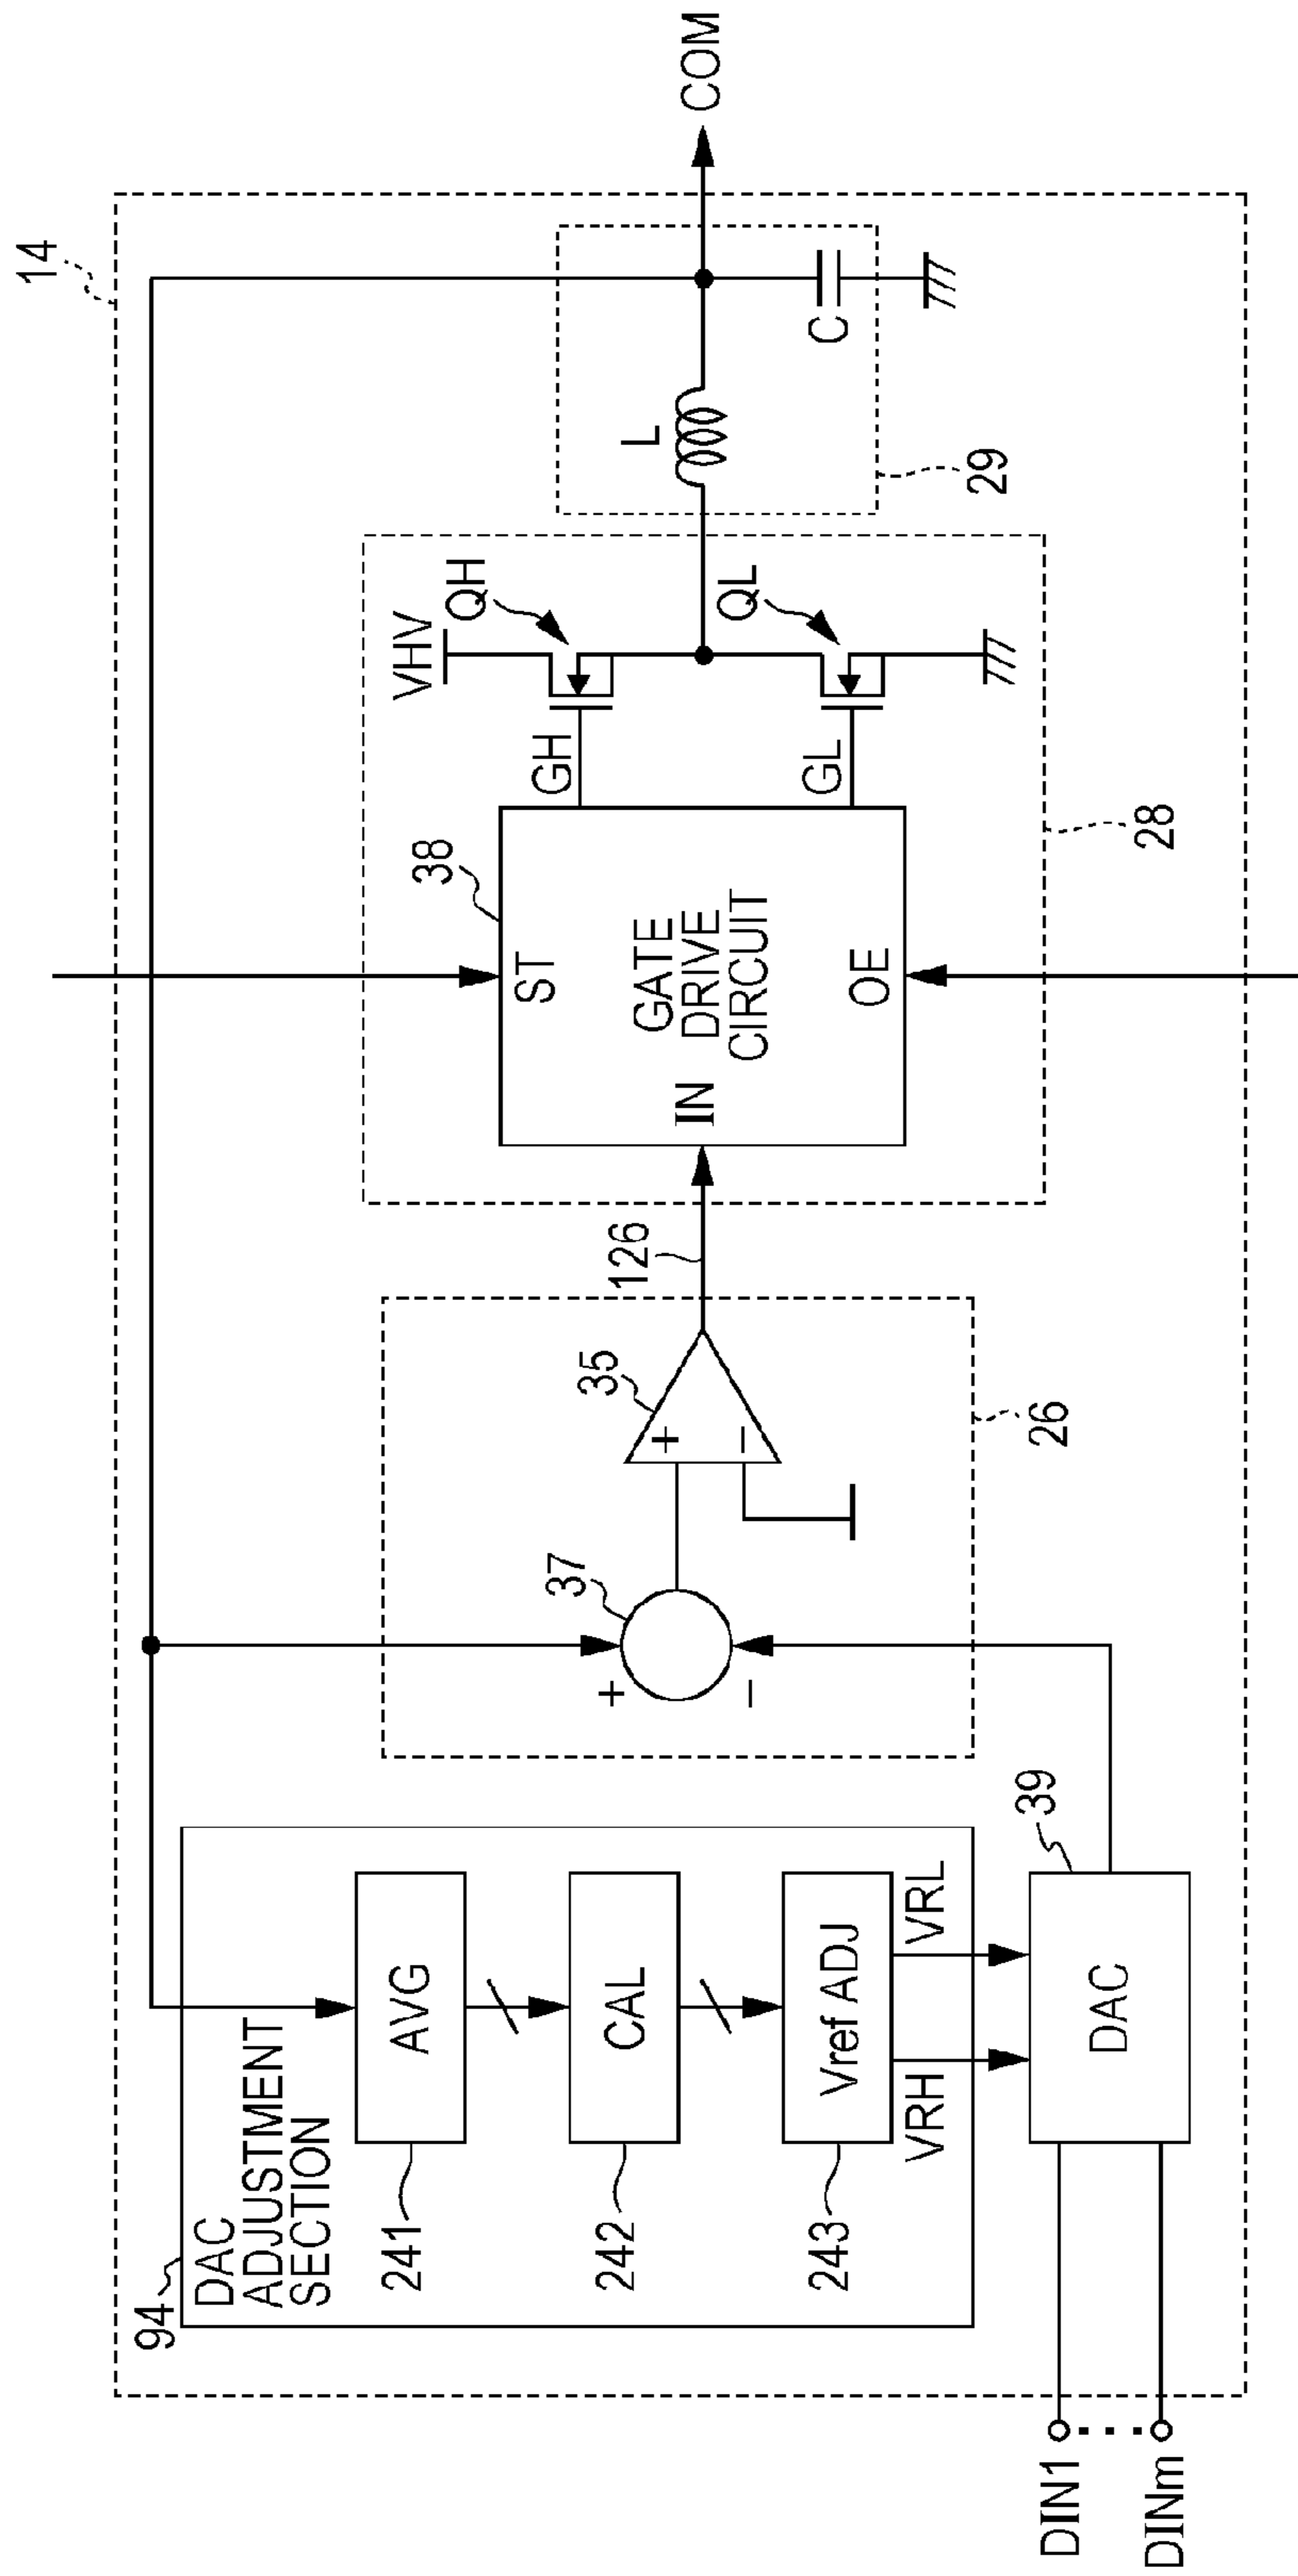 14
94
DAC
ADJUSTMENT
SECTION
AVG
241
CAL
242
Vref ADJ
243
VRH
VRL
DAC
39
DIN1
DINm
37
+
−
35
+
−
26
126
38
ST
IN
GATE
DRIVE
CIRCUIT
OE
GH
GL
VHV
QH
QL
28
L
C
29
COM